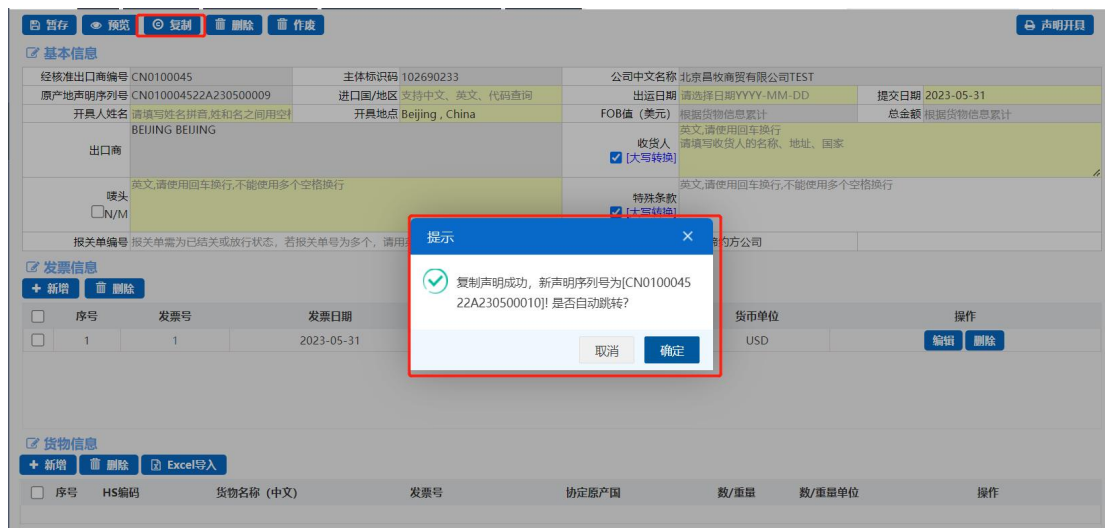 暂存 预览 复制 删除 作废 声明开具
基本信息
经核准出口商编号 CN0100045 主体标识码 102690233 公司中文名称 北京昌牧商贸有限公司TEST
原产地声明序列号 CN010004522A230500009 进口国/地区 支持中文、英文、代码查询 出运日期 请选择日期YYYY-MM-DD 提交日期 2023-05-31
开具人姓名 请填写姓名拼音,姓和名之间用空 开具地点 Beijing , China FOB值（美元） 根据货物信息累计 总金额 根据货物信息累计
出口商 BEIJING BEIJING
收货人 英文,请使用回车换行
请填写收货人的名称、地址、国家
[大写转换]
唛头 英文,请使用回车换行,不能使用多个空格换行
N/M
特殊条款 英文,请使用回车换行,不能使用多个空格换行
[大写转换]
报关单编号 报关单需为已结关或放行状态，若报关单号为多个，请用 方公司
提示
复制声明成功，新声明序列号为[CN0100045
22A230500010]! 是否自动跳转?
取消 确定
发票信息
新增 删除
序号 发票号 发票日期 货币单位 操作
1 1 2023-05-31 USD 编辑 删除
货物信息
新增 删除 Excel导入
序号 HS编码 货物名称（中文） 发票号 协定原产国 数/重量 数/重量单位 操作